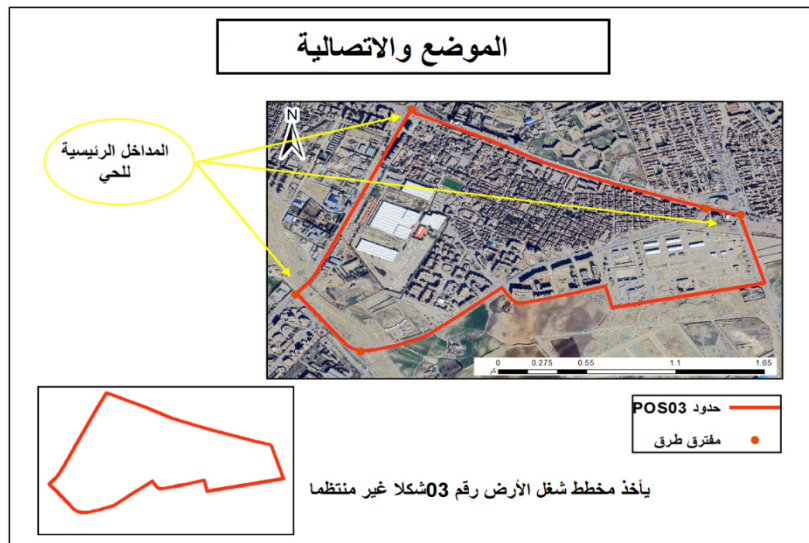 الموضع والاتصالية
المداخل الرئيسية
للحي
N
0 0.275 0.55 1.1 1.65
كم
حدود POS03
مفترق طرق
يأخذ مخطط شغل الأرض رقم 03شكلا غير منتظما